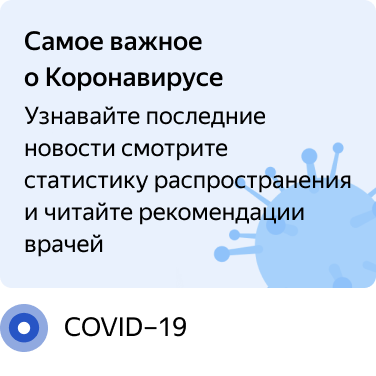 Самое важное
о Коронавирусе
Узнавайте последние
новости смотрите
статистику распространения
и читайте рекомендации
врачей
COVID–19